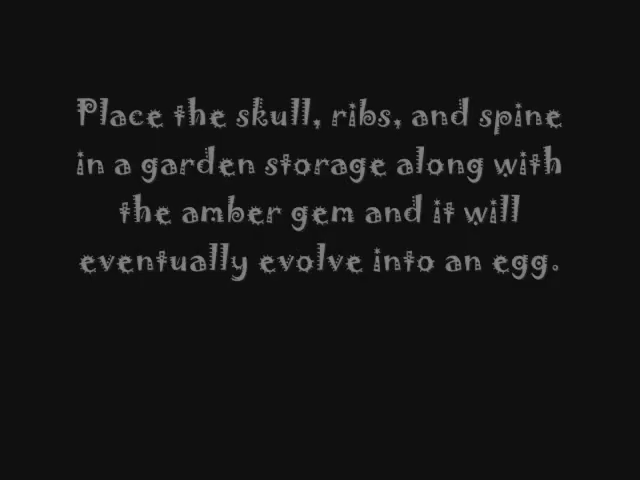 Place the skull, ribs, and spine
in a garden storage along with
the amber gem and it will
eventually evolve into an egg.